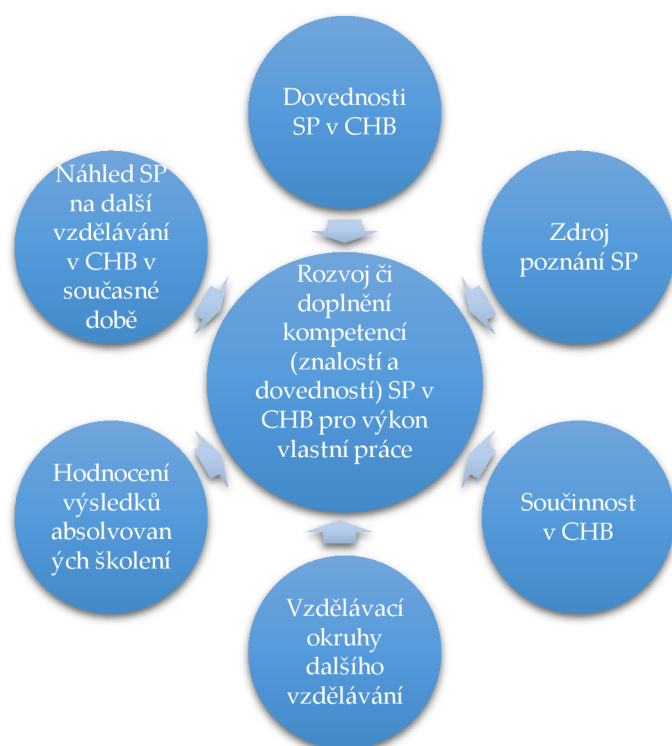 Dovednosti
SP v CHB
Zdroj
poznání SP
Součinnost
v CHB
Vzdělávací
okruhy
dalšího
vzdělávání
Hodnocení
výsledků
absolvovan
ých školení
Náhled SP
na další
vzdělávání
v CHB v
současné
době
Rozvoj či
doplnění
kompetencí
(znalostí a
dovedností) SP v
CHB pro výkon
vlastní práce